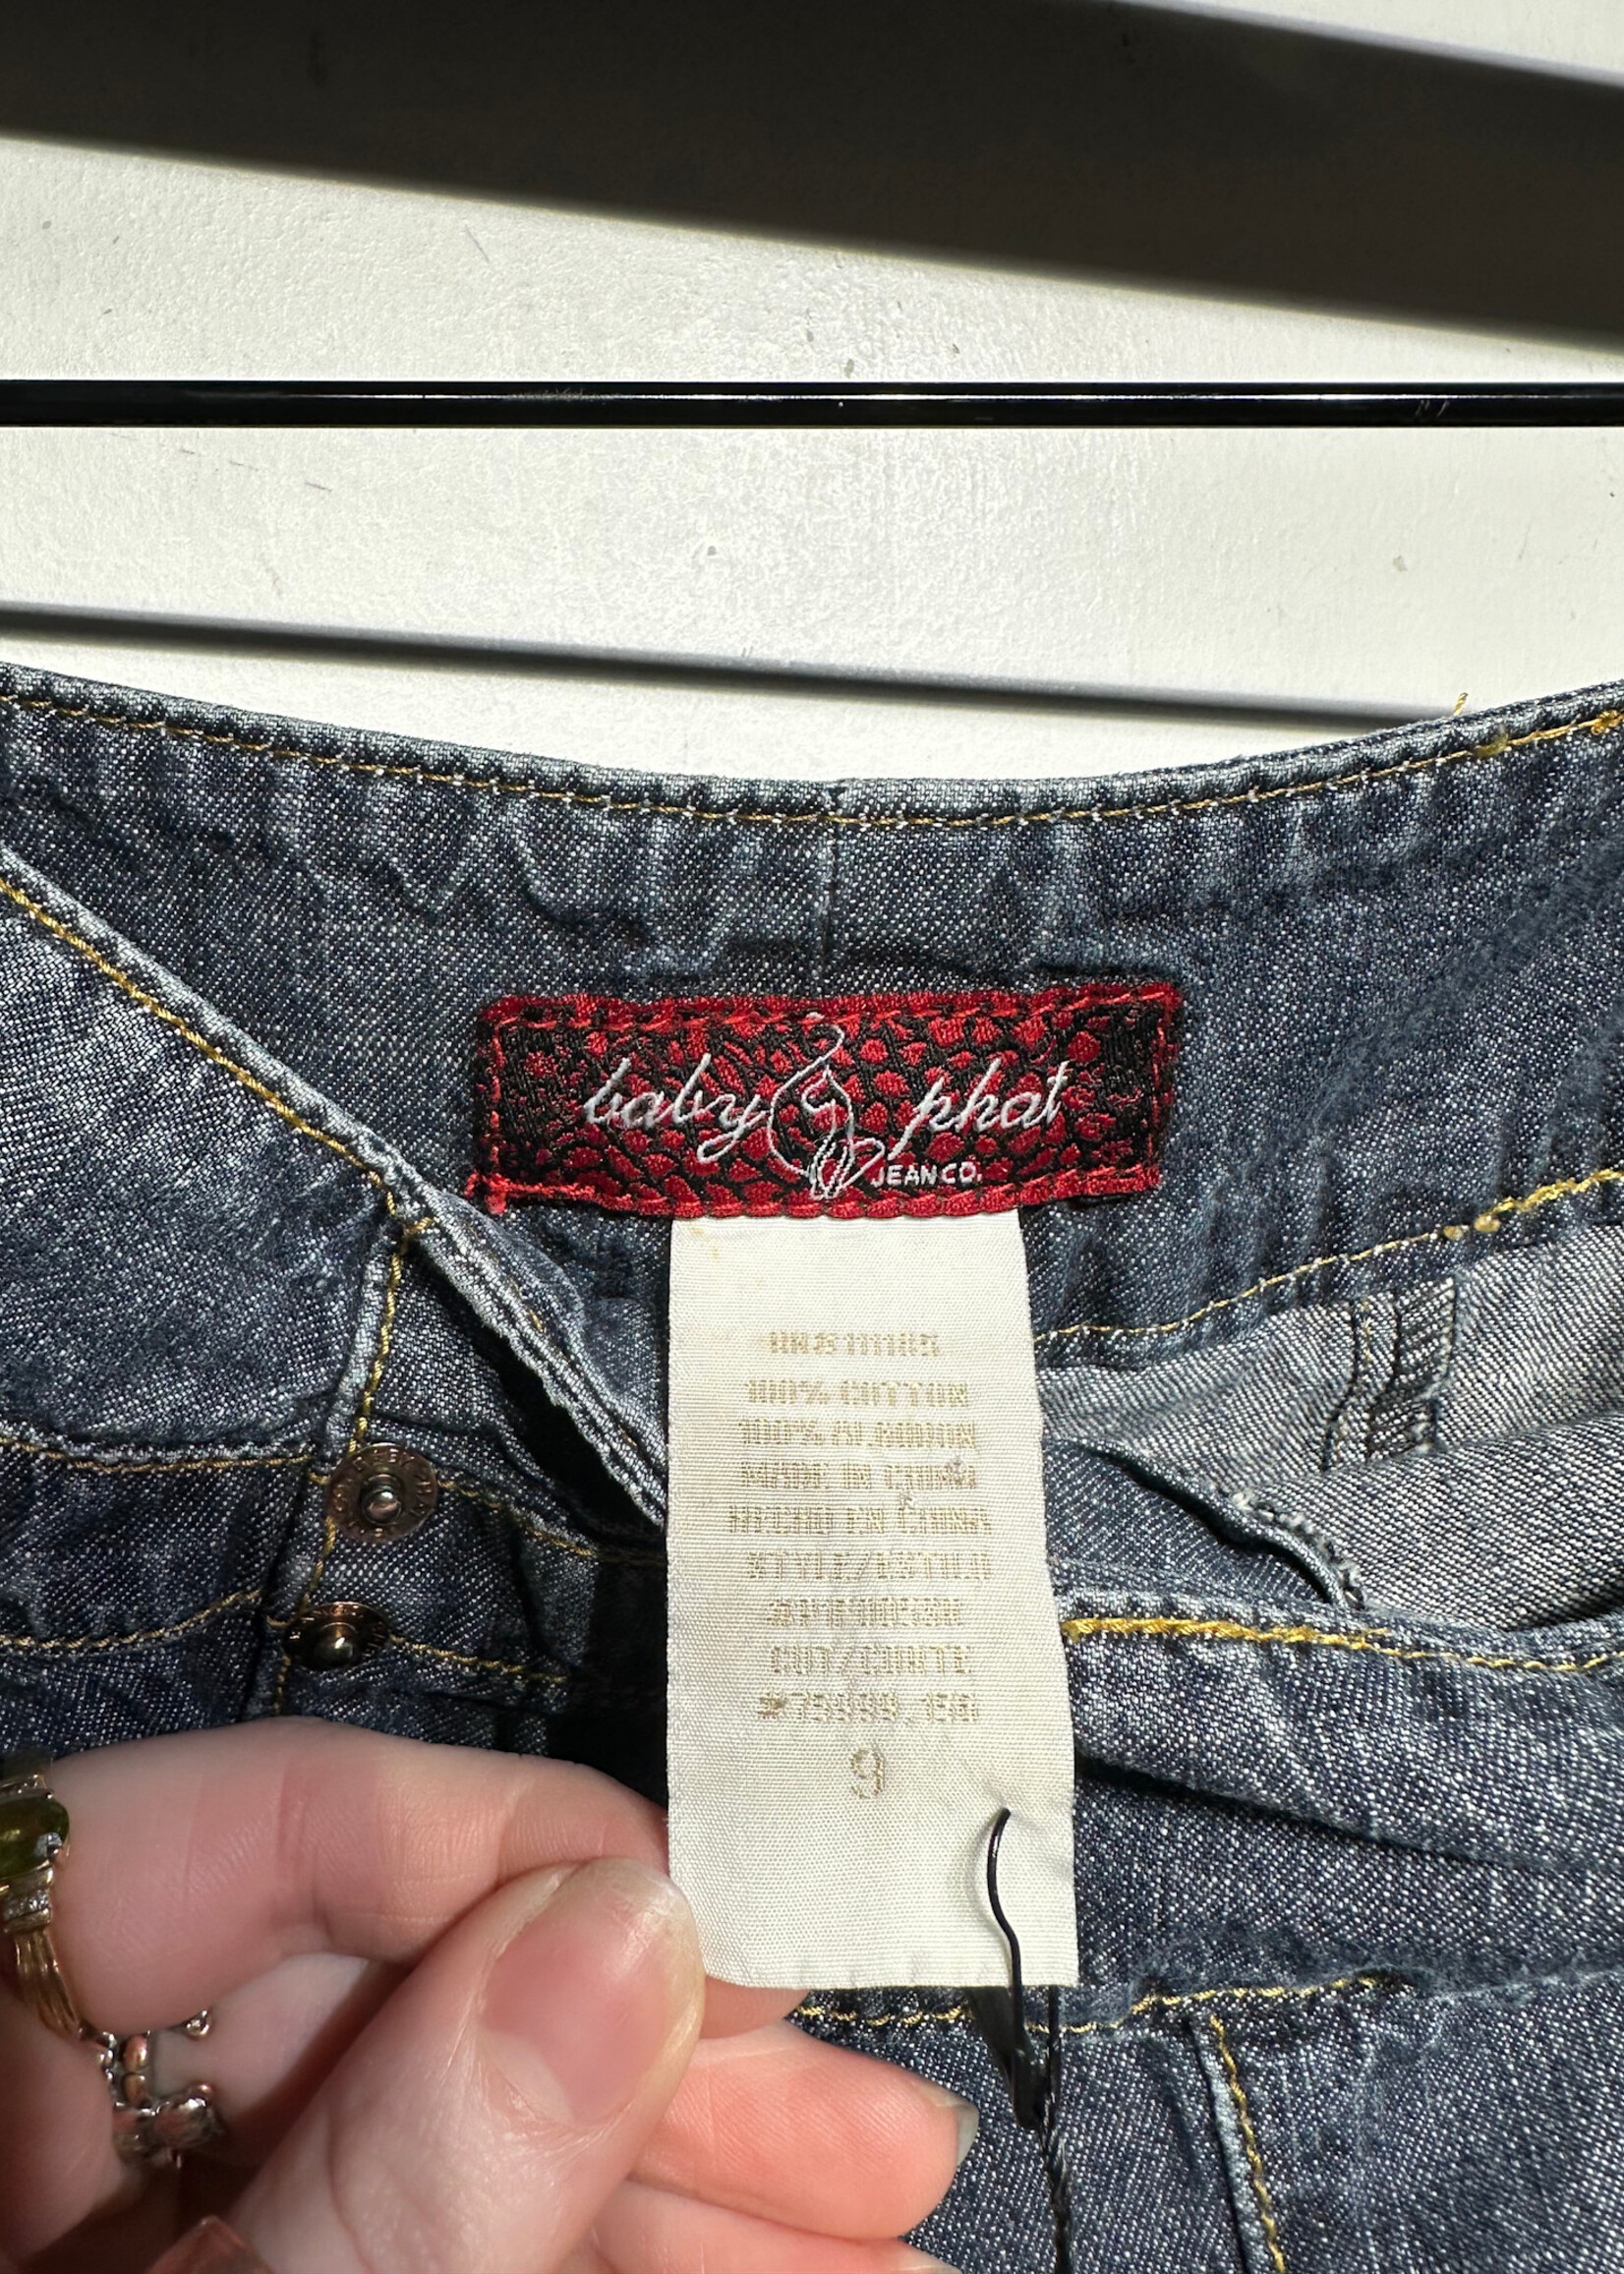 baby phat
JEAN CO.
100% COTTON
100% ALGODON
MADE IN CHINA
HECHO EN CHINA
STYLE/ESTILO
CUT/CORTE
9